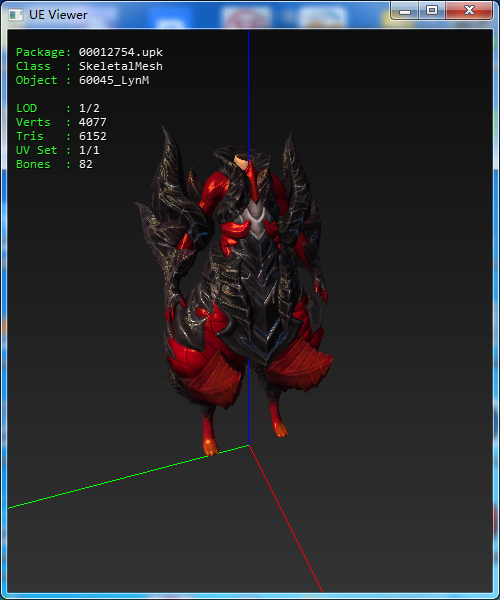 UE Viewer
Package: 00012754.upk
Class : SkeletalMesh
Object : 60045_LynM
LOD : 1/2
Verts : 4077
Tris : 6152
UV Set : 1/1
Bones : 82